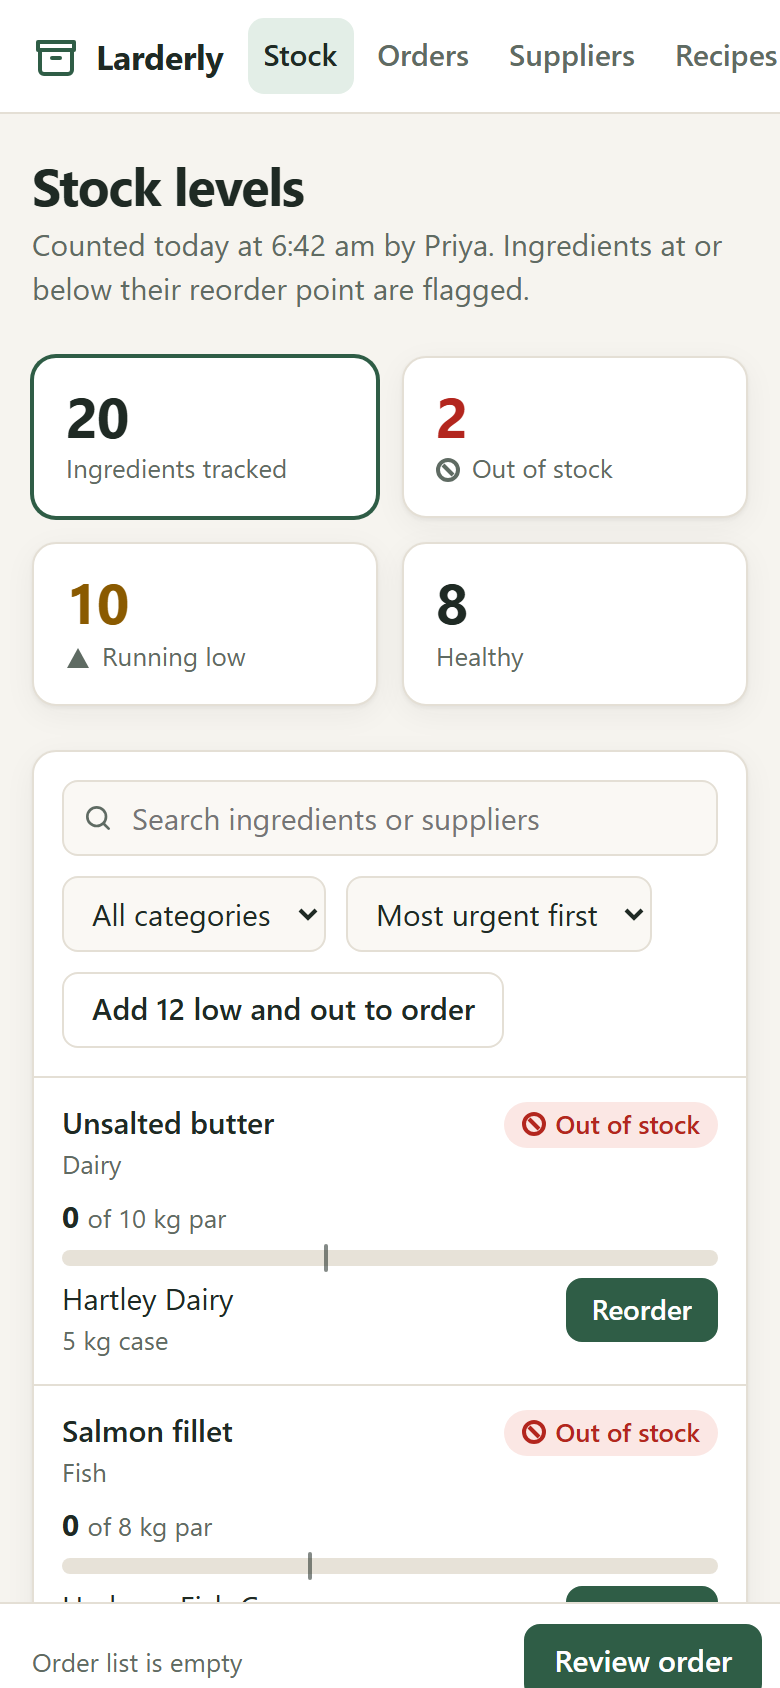 Larderly
Stock
Orders
Suppliers
Recipes
Stock levels
Counted today at 6:42 am by Priya. Ingredients at or
below their reorder point are flagged.
20
Ingredients tracked
2
Out of stock
10
Running low
8
Healthy
Search ingredients or suppliers
All categories
Most urgent first
Add 12 low and out to order
Unsalted butter
Out of stock
Dairy
0 of 10 kg par
Hartley Dairy
Reorder
5 kg case
Salmon fillet
Out of stock
Fish
0 of 8 kg par
Order list is empty
Review order